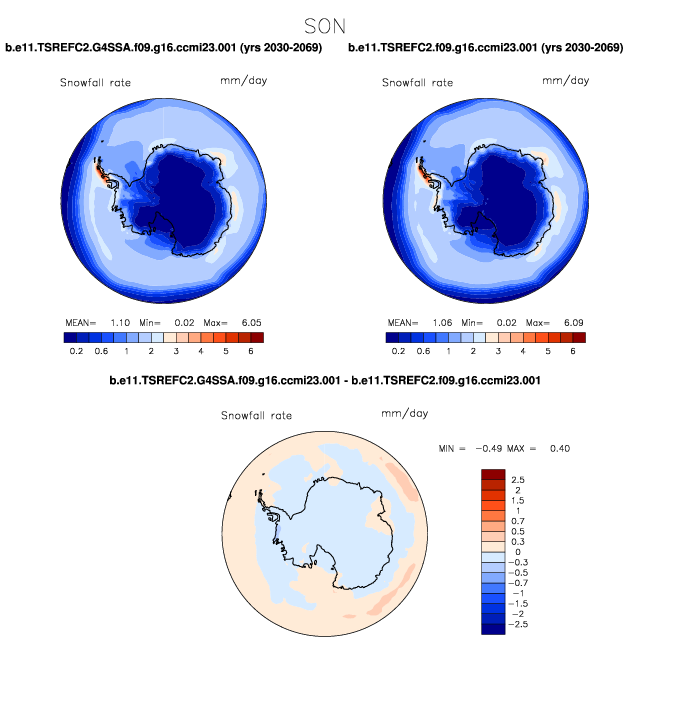 SON
b.e11.TSREFC2.G4SSA.f09.g16.ccmi23.001 (yrs 2030-2069) b.e11.TSREFC2.f09.g16.ccmi23.001 (yrs 2030-2069)
Snowfall rate mm/day Snowfall rate mm/day
MEAN= 1.10 Min= 0.02 Max= 6.05 MEAN= 1.06 Min= 0.02 Max= 6.09
0.2 0.6 1 2 3 4 5 6 0.2 0.6 1 2 3 4 5 6
b.e11.TSREFC2.G4SSA.f09.g16.ccmi23.001 - b.e11.TSREFC2.f09.g16.ccmi23.001
Snowfall rate mm/day
MIN = -0.49 MAX = 0.40
2.5
2
1.5
1
0.7
0.5
0.3
0
-0.3
-0.5
-0.7
-1
-1.5
-2
-2.5